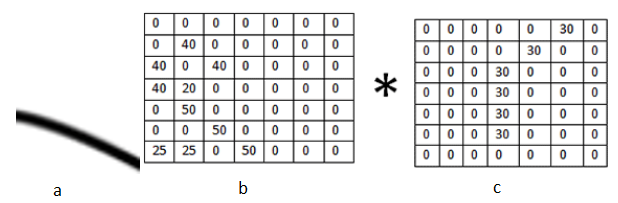 0 0 0 0 0 0 0
0 40 0 0 0 0 0
40 0 40 0 0 0 0
40 20 0 0 0 0 0
0 50 0 0 0 0 0
0 0 50 0 0 0 0
25 25 0 50 0 0 0
*
0 0 0 0 0 30 0
0 0 0 0 30 0 0
0 0 0 30 0 0 0
0 0 0 30 0 0 0
0 0 0 30 0 0 0
0 0 0 30 0 0 0
0 0 0 0 0 0 0
a b c